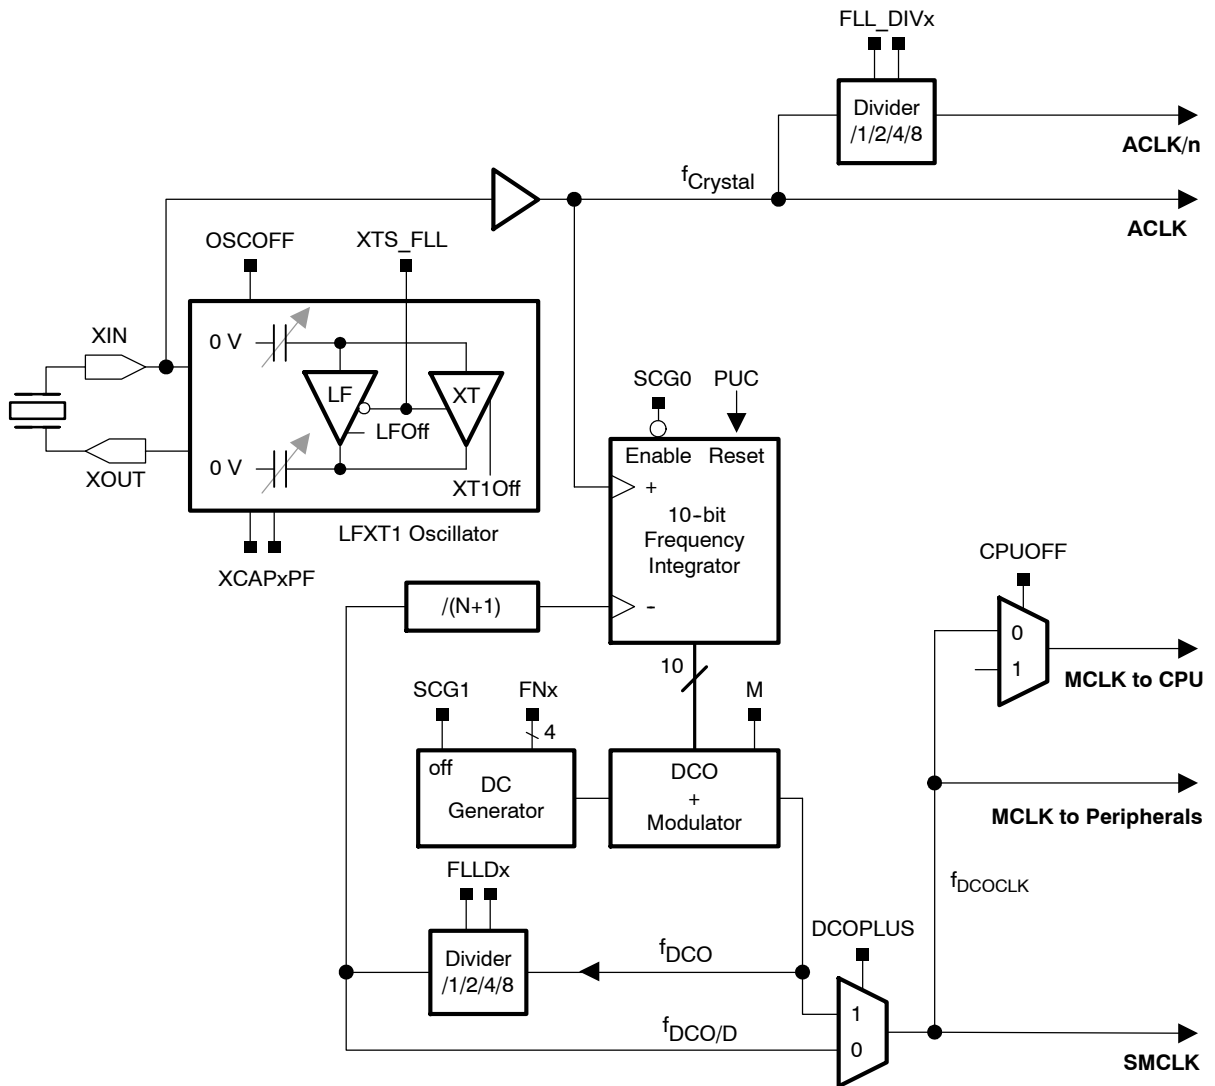 FLL_DIVx
Divider
/1/2/4/8
ACLK/n
fCrystal
ACLK
OSCOFF
XTS_FLL
XIN
0 V
LF
XT
LFOff
0 V
XOUT
XT1Off
LFXT1 Oscillator
XCAPxPF
SCG0
PUC
Enable
Reset
+
10-bit
Frequency
Integrator
-
/(N+1)
CPUOFF
0
1
MCLK to CPU
10
SCG1
FNx
4
M
off
DC
Generator
DCO
+
Modulator
MCLK to Peripherals
fDCOCLK
FLLDx
Divider
/1/2/4/8
fDCO
DCOPLUS
1
0
fDCO/D
SMCLK